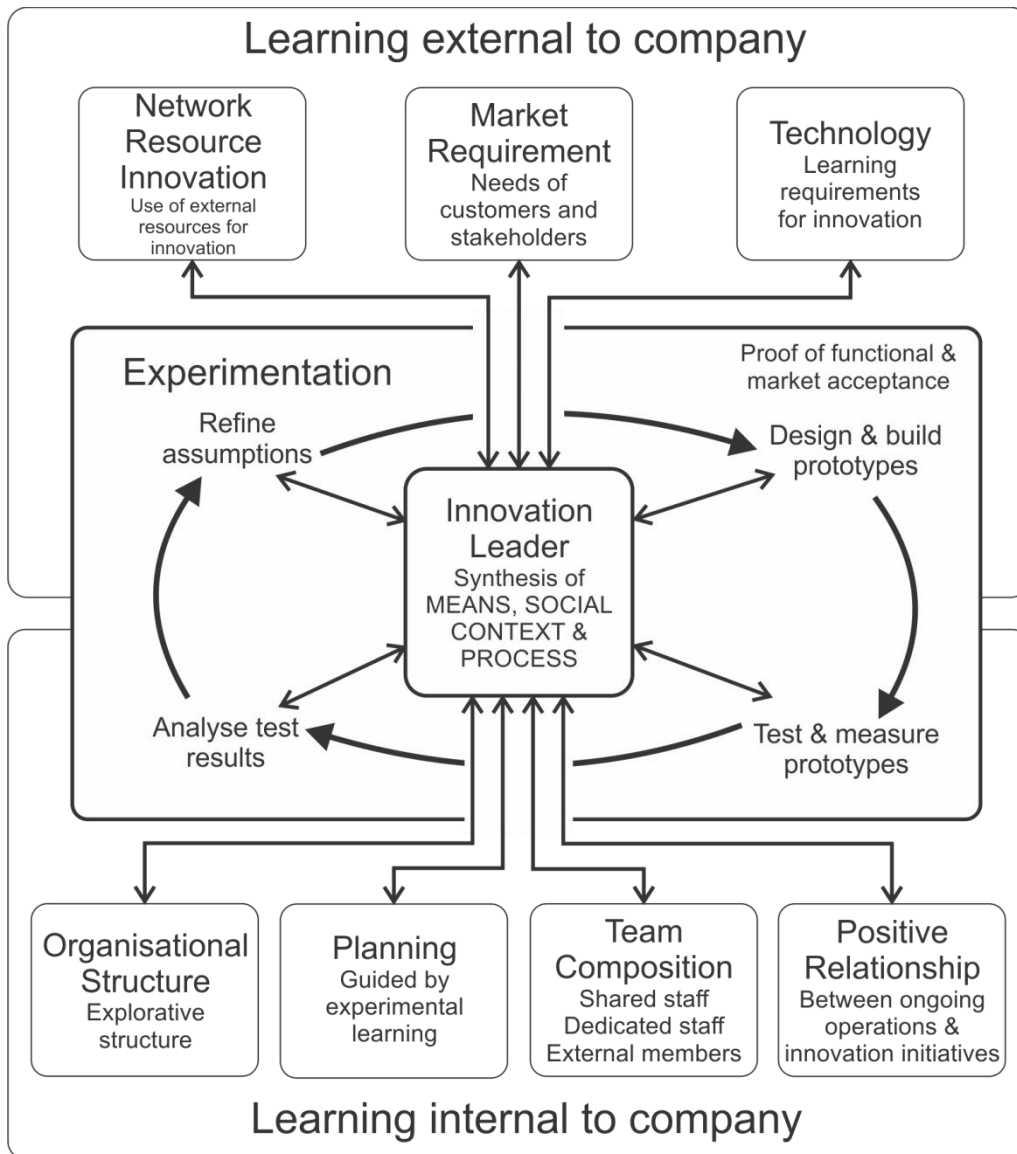 Learning external to company
Network
Resource
Innovation
Use of external
resources for
innovation
Market
Requirement
Needs of
customers and
stakeholders
Technology
Learning
requirements
for innovation
Experimentation
Proof of functional &
market acceptance
Refine
assumptions
Design & build
prototypes
Innovation
Leader
Synthesis of
MEANS, SOCIAL
CONTEXT &
PROCESS
Analyse test
results
Test & measure
prototypes
Organisational
Structure
Explorative
structure
Planning
Guided by
experimental
learning
Team
Composition
Shared staff
Dedicated staff
External members
Positive
Relationship
Between ongoing
operations &
innovation initiatives
Learning internal to company